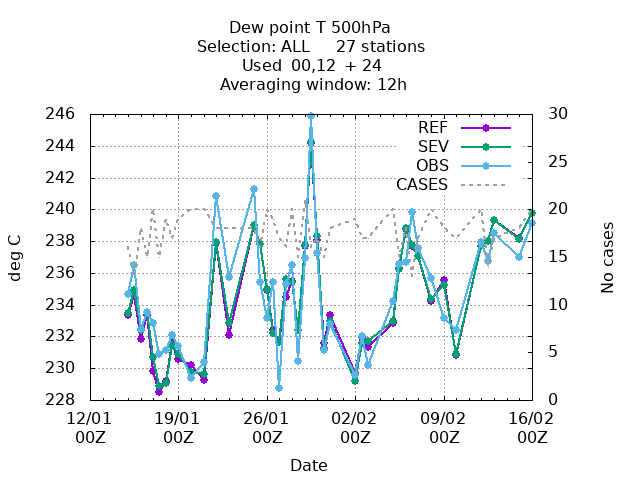 Dew point T 500hPa
Selection: ALL 27 stations
Used 00,12 + 24
Averaging window: 12h
246
244
242
240
238
236
234
232
230
228
deg C
30
25
20
15
10
5
0
No cases
REF
SEV
OBS
CASES
12/01 19/01 26/01 02/02 09/02 16/02
00Z 00Z 00Z 00Z 00Z 00Z
Date